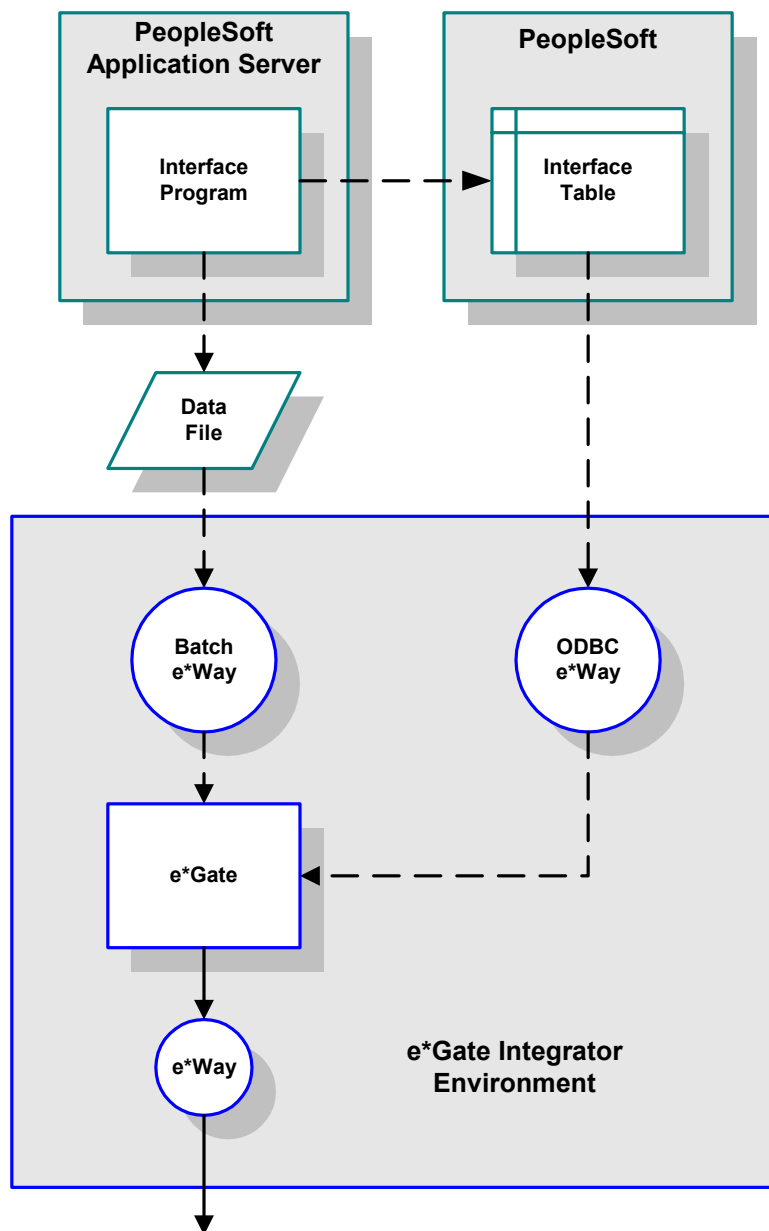 PeopleSoft
Application Server
PeopleSoft
Interface
Program
Interface
Table
Data
File
Batch
e*Way
ODBC
e*Way
e*Gate
e*Way
e*Gate Integrator
Environment